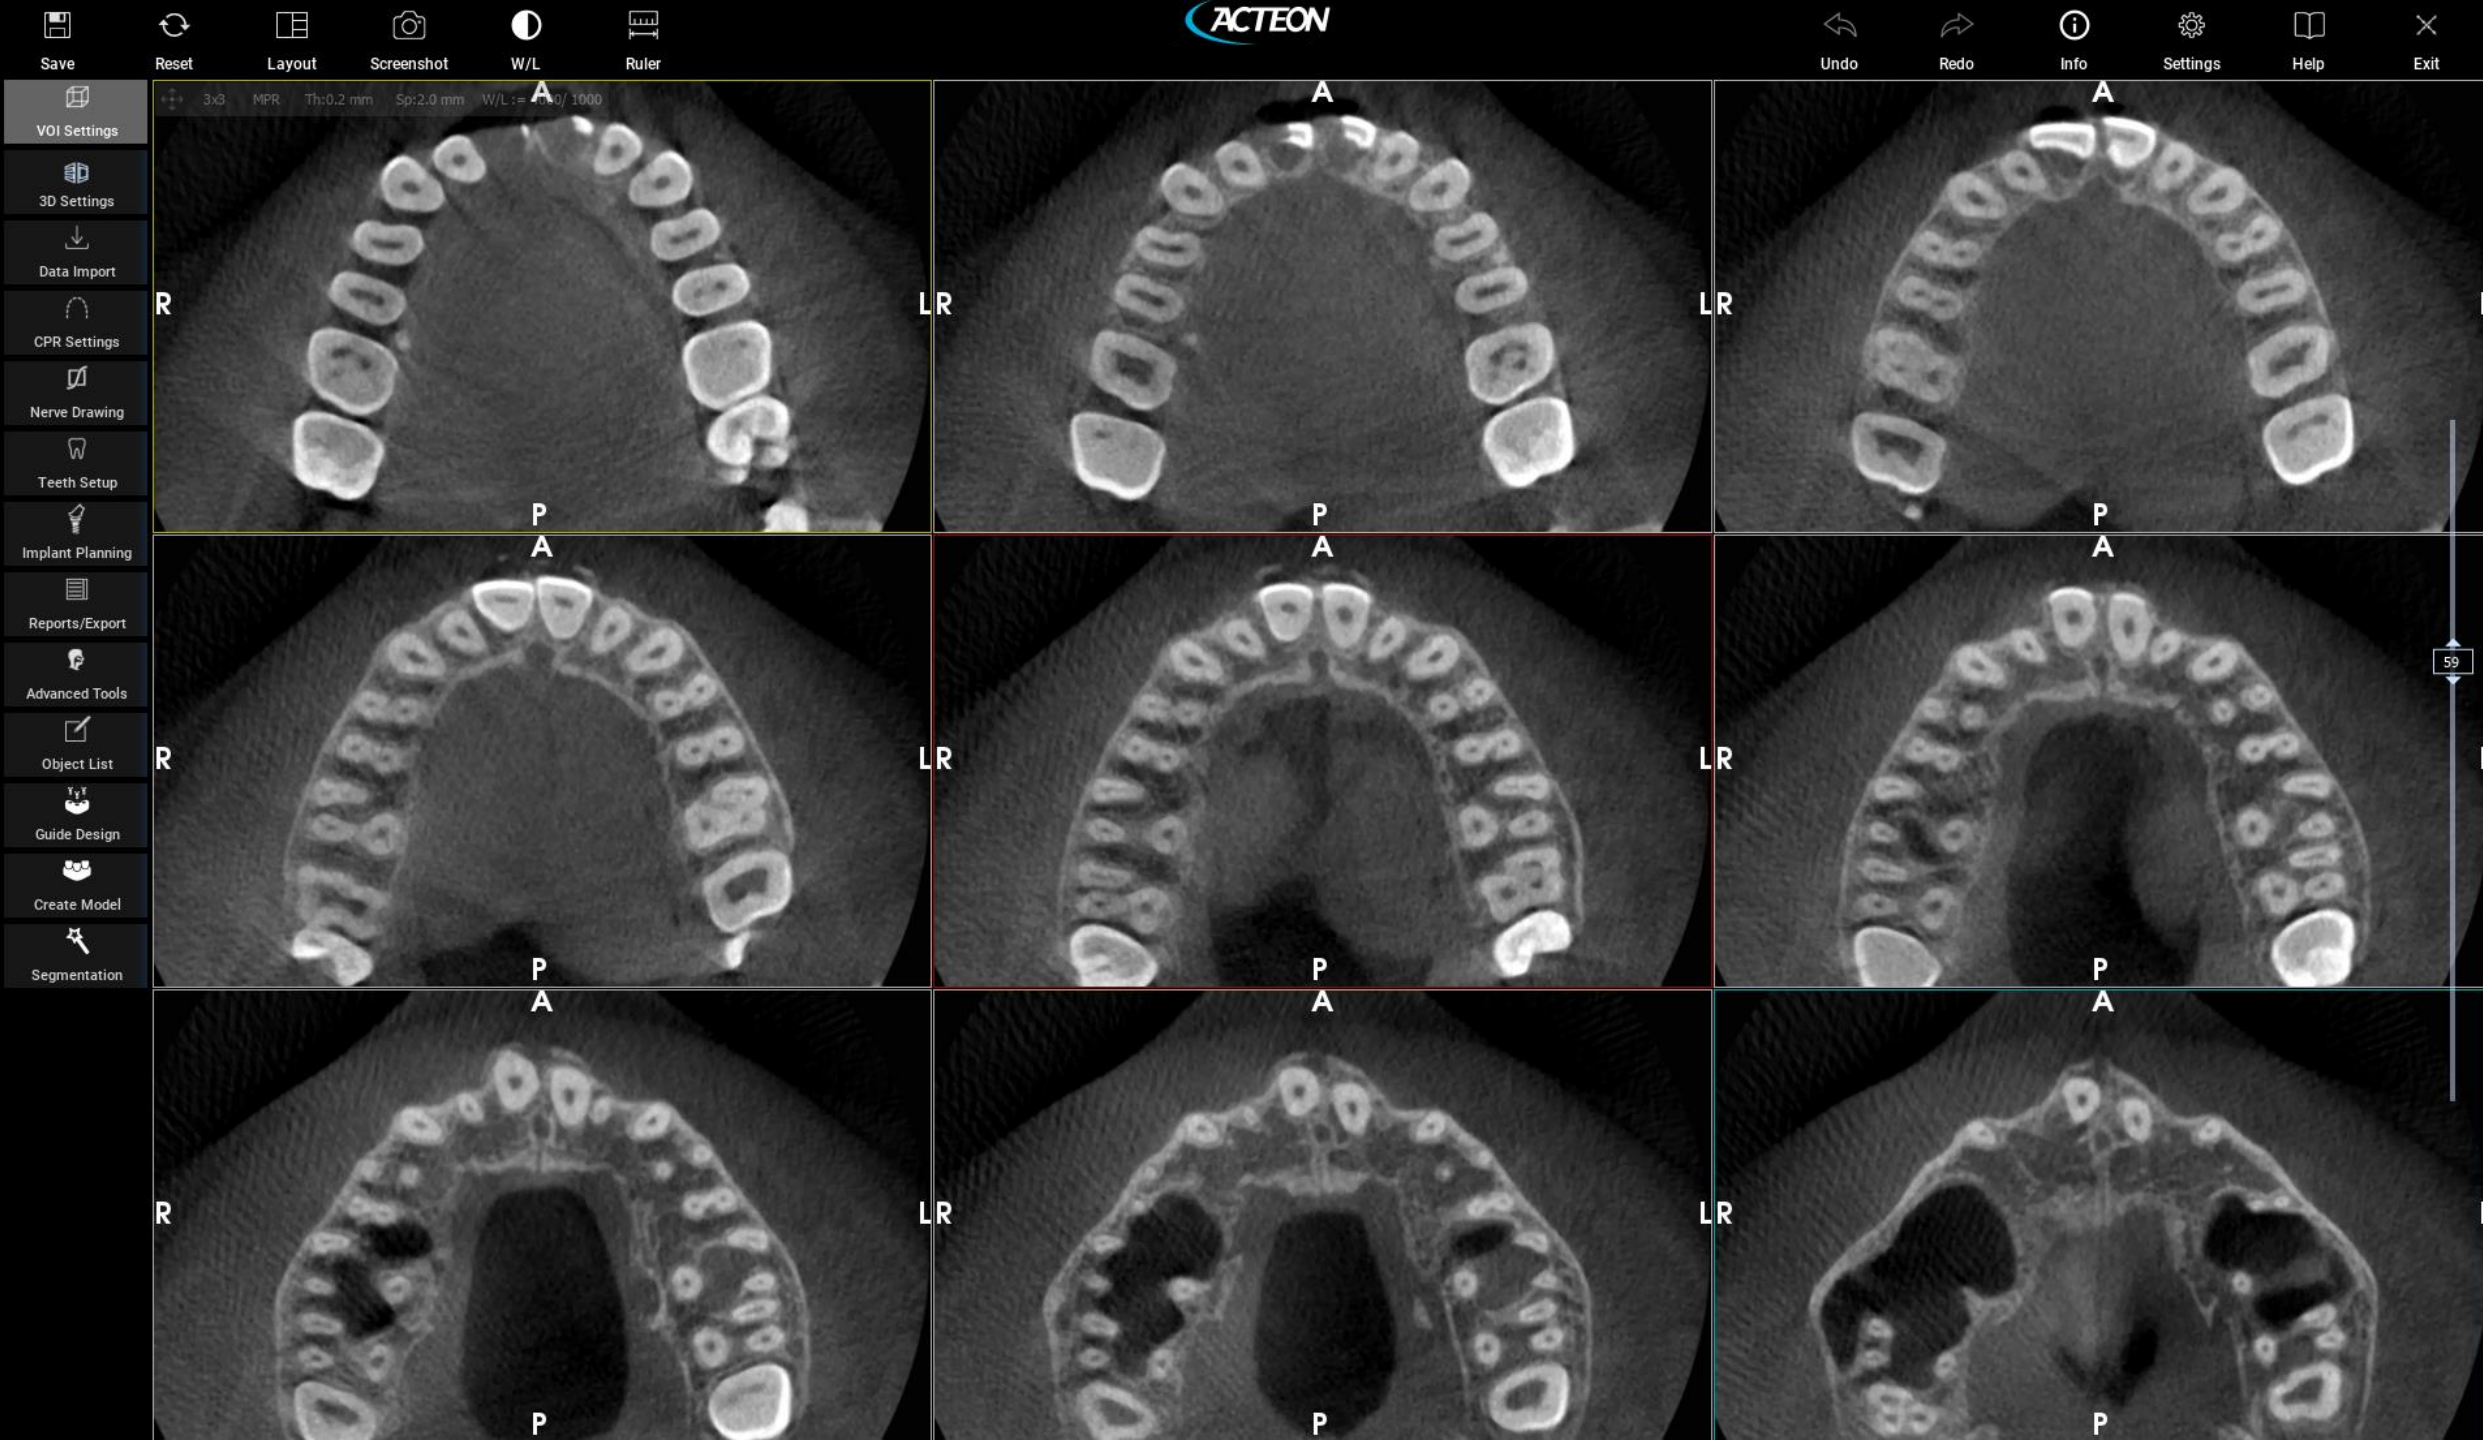 ACTEON
Save
Reset
Layout
Screenshot
W/L
Ruler
Undo
Redo
Info
Settings
Help
Exit
VOI Settings
3D Settings
Data Import
CPR Settings
Nerve Drawing
Teeth Setup
Implant Planning
Reports/Export
Advanced Tools
Object List
Guide Design
Create Model
Segmentation
3x3 MPR Th:0.2 mm Sp:2.0 mm W/L := / 1000
A A A
R L R L R
P P P
A A A
R L R L R
59
P P P
A A A
R L R L R
P P P